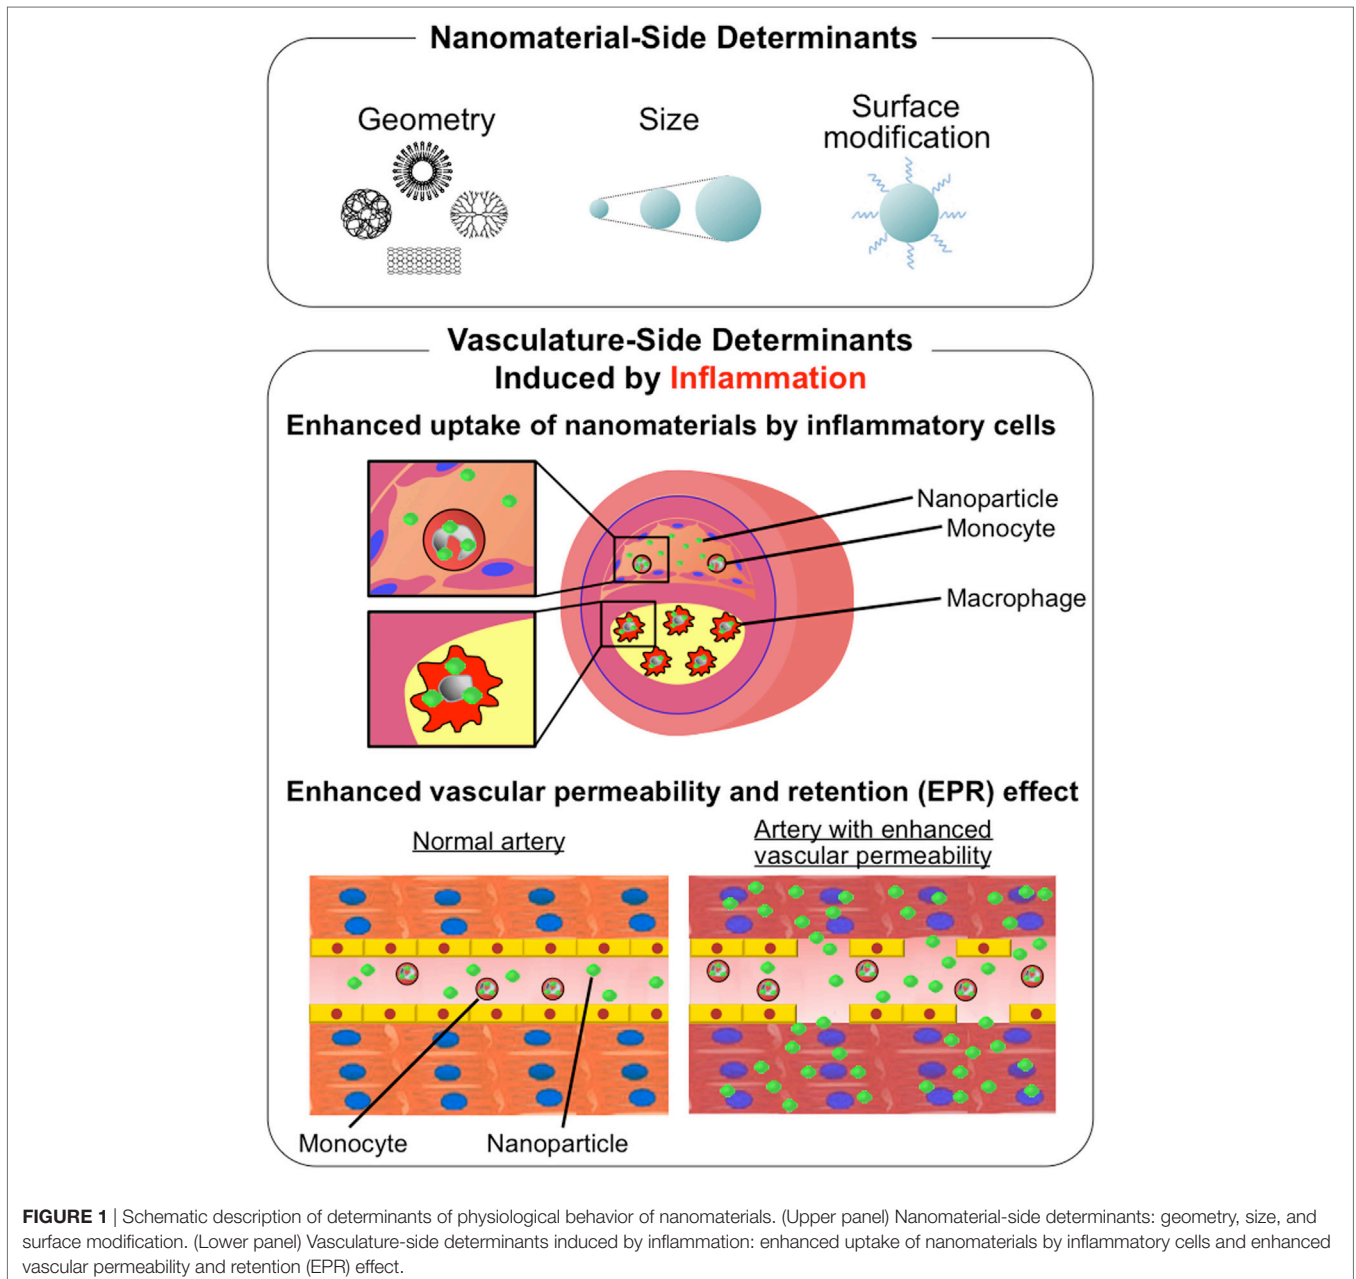 Nanomaterial-Side Determinants
Geometry
Size
Surface
modification
Vasculature-Side Determinants
Induced by Inflammation
Enhanced uptake of nanomaterials by inflammatory cells
Nanoparticle
Monocyte
Macrophage
Enhanced vascular permeability and retention (EPR) effect
Normal artery
Artery with enhanced
vascular permeability
Monocyte
Nanoparticle
FIGURE 1 | Schematic description of determinants of physiological behavior of nanomaterials. (Upper panel) Nanomaterial-side determinants: geometry, size, and
surface modification. (Lower panel) Vasculature-side determinants induced by inflammation: enhanced uptake of nanomaterials by inflammatory cells and enhanced
vascular permeability and retention (EPR) effect.